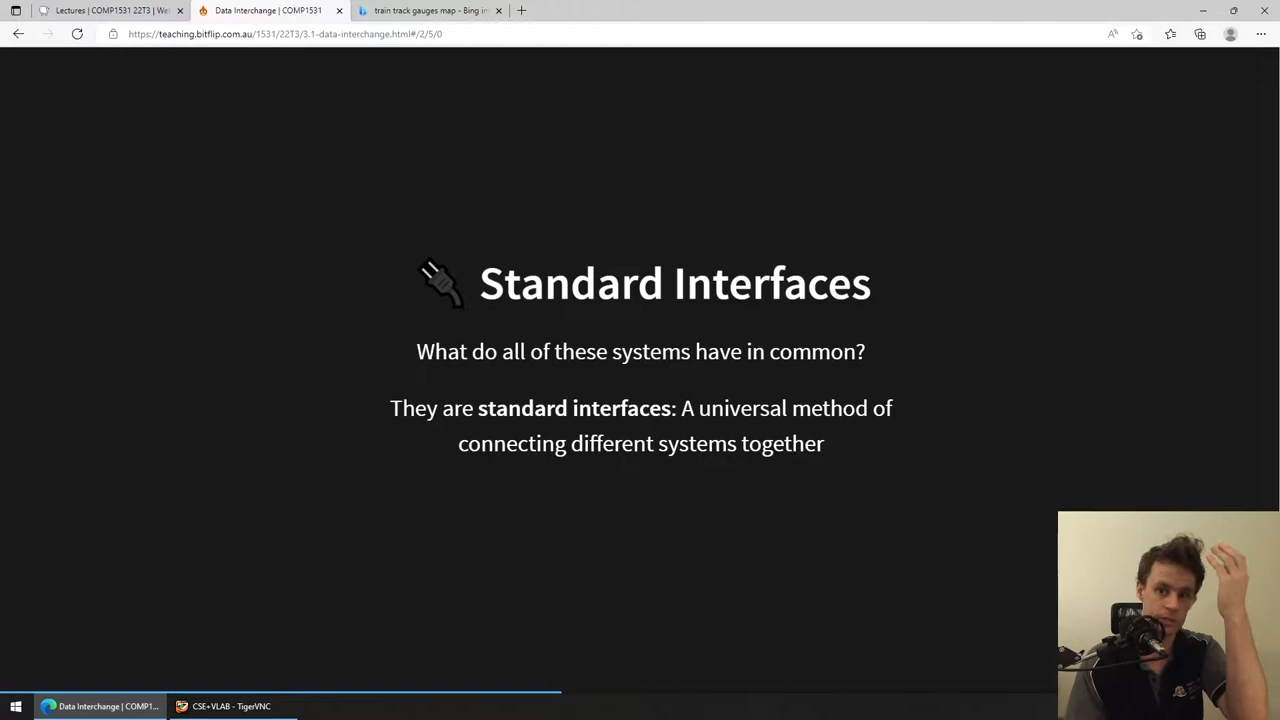 Lectures | COMP1531 22T3 | We
Data Interchange | COMP1531
train track gauges map - Bing im
https://teaching.bitflip.com.au/1531/22T3/3.1-data-interchange.html#/2/5/0
Standard Interfaces
What do all of these systems have in common?
They are standard interfaces: A universal method of
connecting different systems together
Data Interchange | COMP1...
CSE+VLAB - TigerVNC